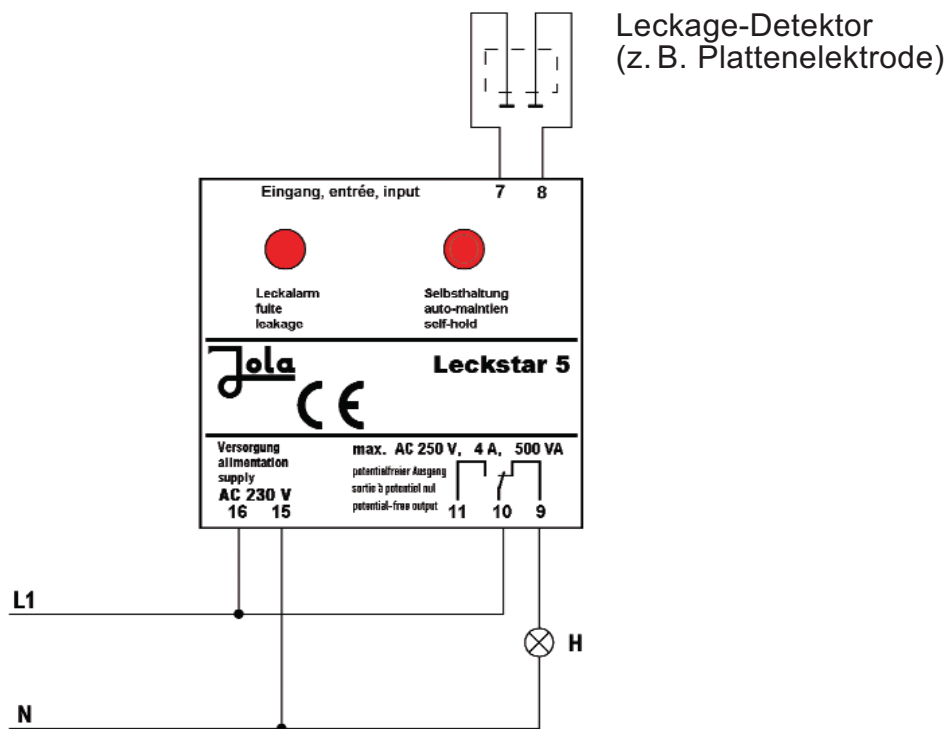 Leckage-Detektor
(z. B. Plattenelektrode)
Eingang, entrée, input 7 8
Leckalarm
fuite
leakage
Selbsthaltung
auto-maintien
self-hold
Jola
CE
Leckstar 5
Versorgung
alimentation
supply
AC 230 V
16 15
max. AC 250 V, 4 A, 500 VA
potentialfreier Ausgang
sortie à potentiel nul
potential-free output
11 10 9
L1
H
N